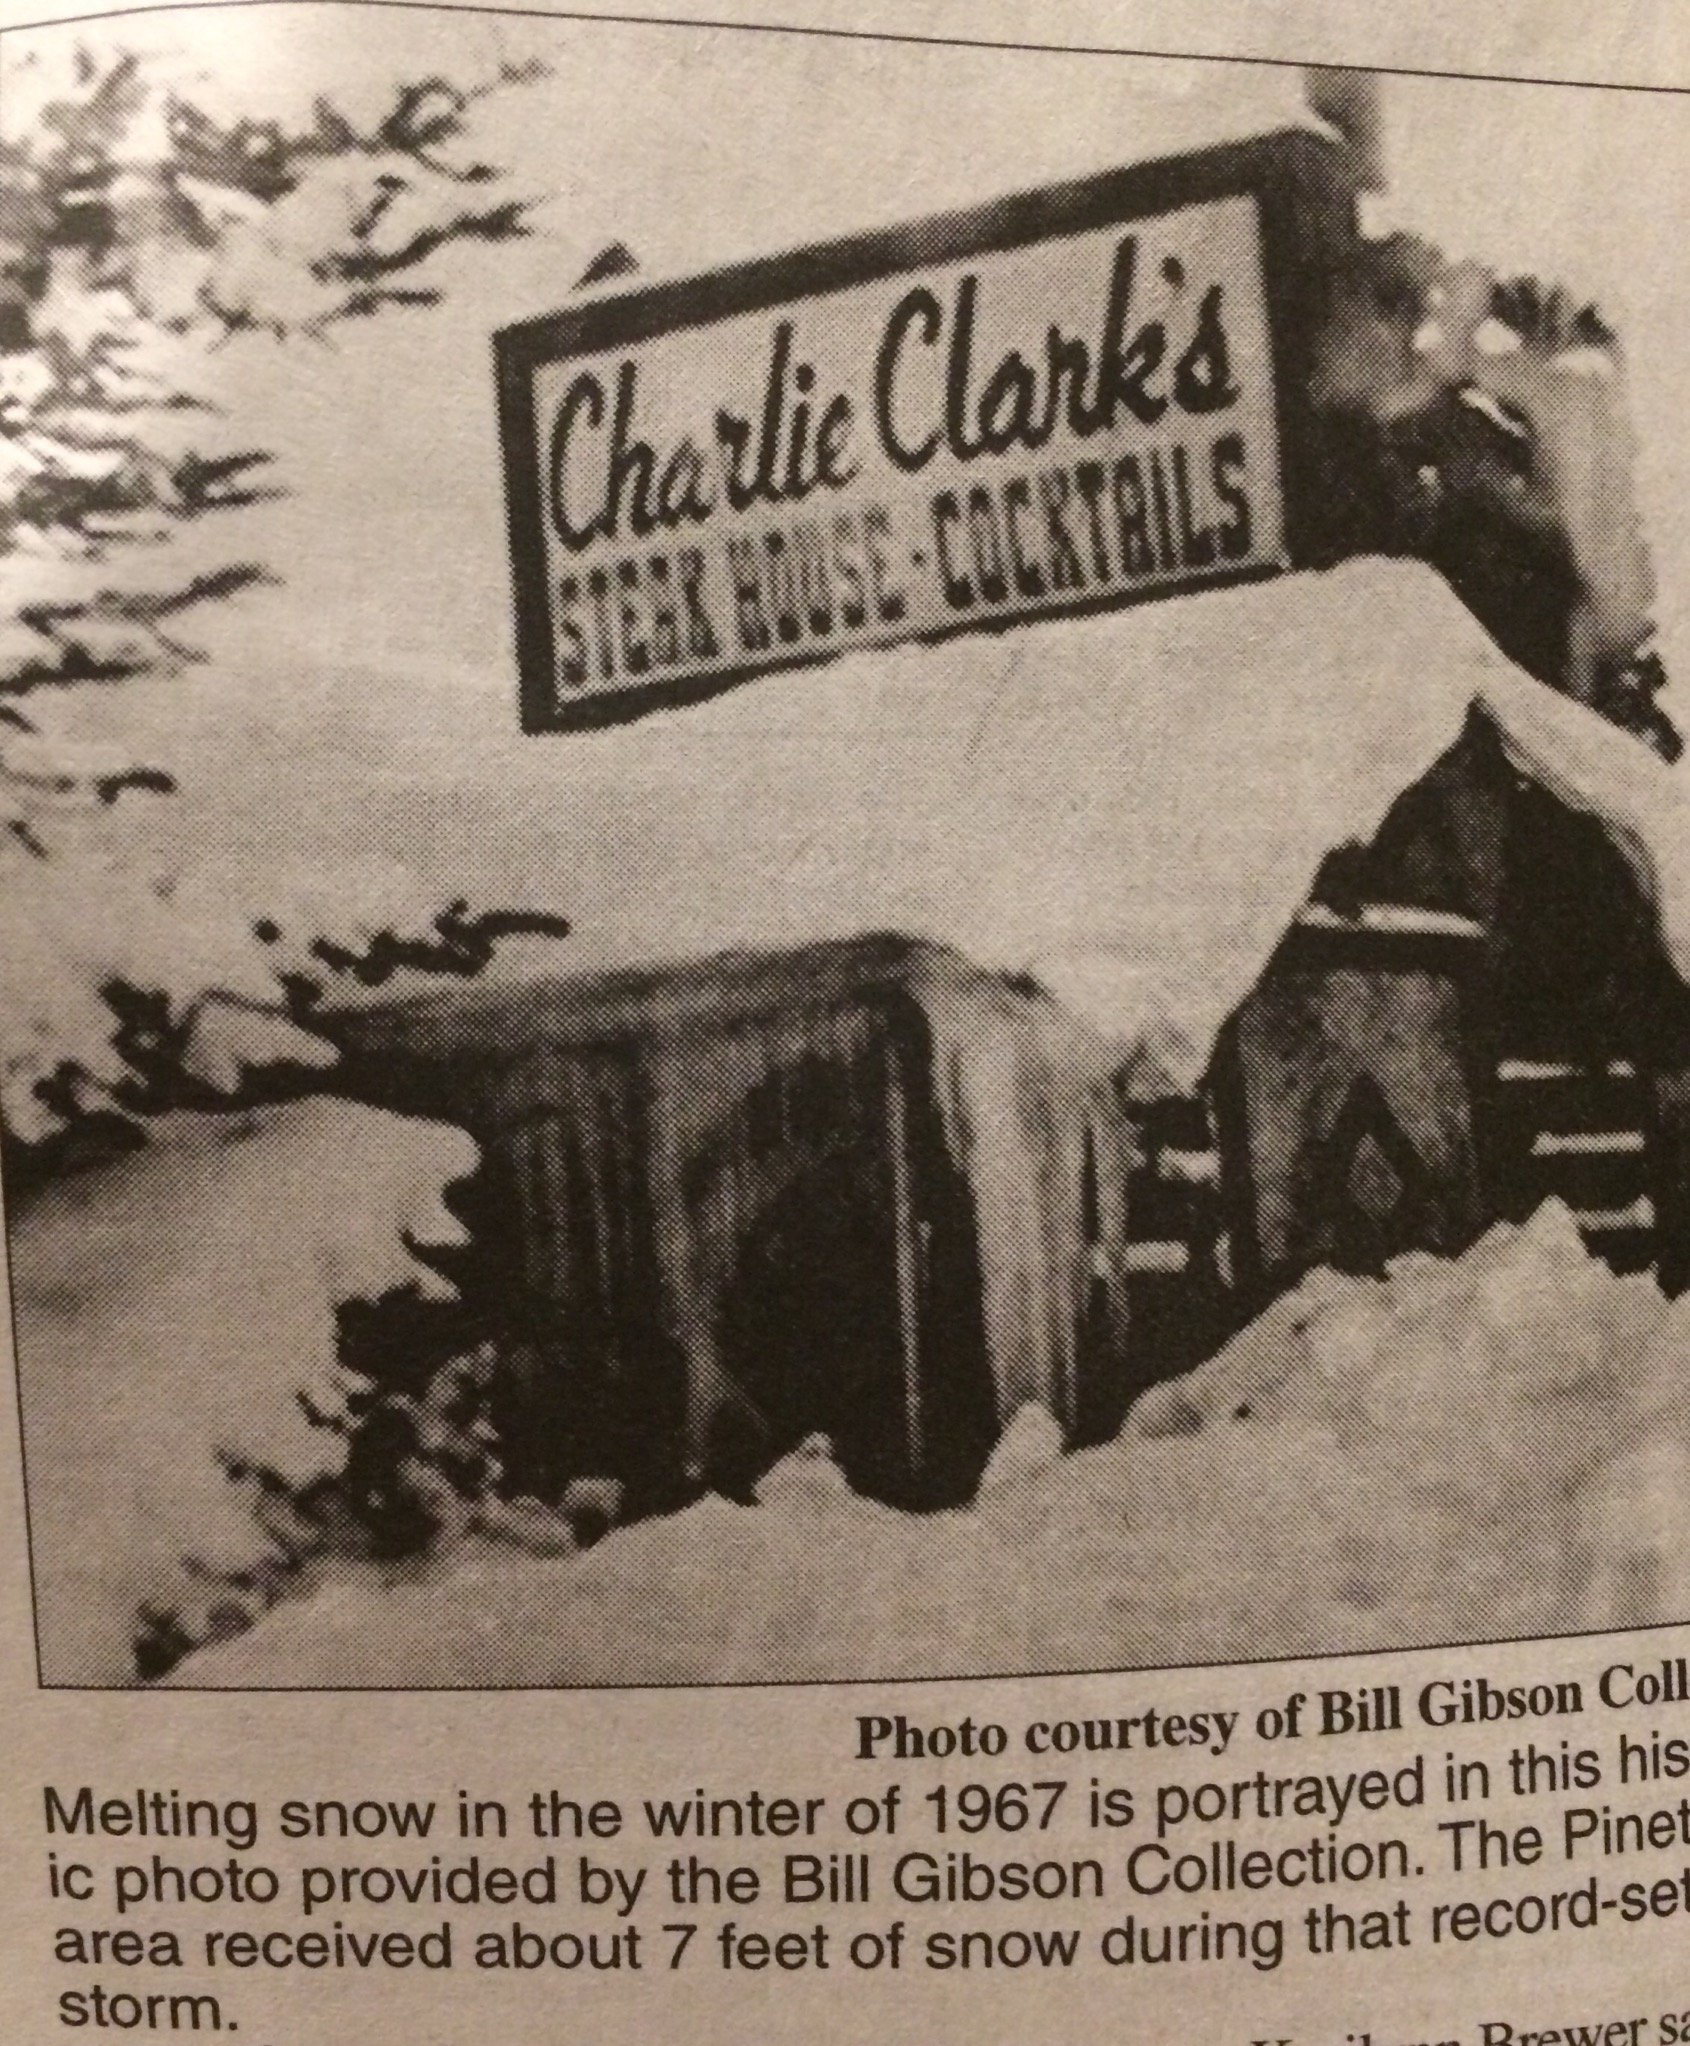 Charlie Clark's
STEAK HOUSE · COCKTAILS
Photo courtesy of Bill Gibson Coll
Melting snow in the winter of 1967 is portrayed in this his
ic photo provided by the Bill Gibson Collection. The Pinet
area received about 7 feet of snow during that record-set
storm.
Brewer sa